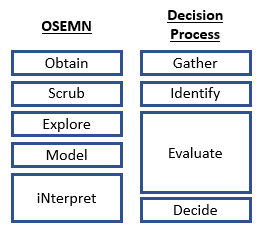 OSEMN
Obtain
Scrub
Explore
Model
iNterpret
Decision
Process
Gather
Identify
Evaluate
Decide